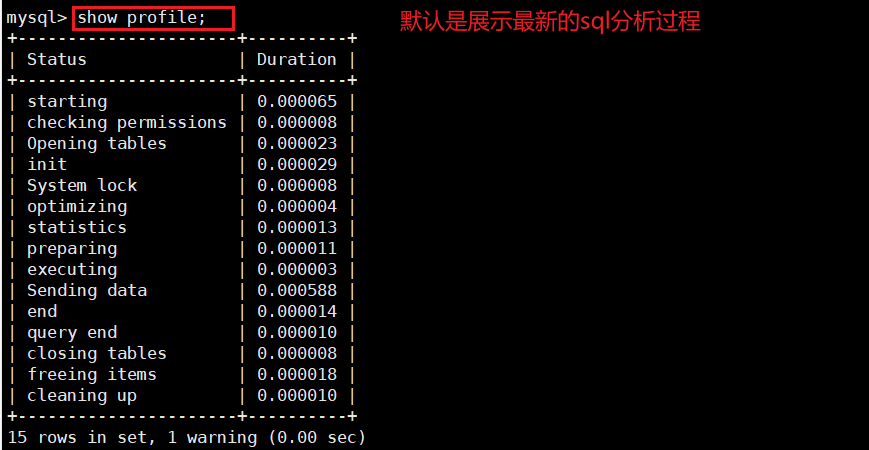 mysql> show profile;
默认是展示最新的sql分析过程
+----------------------+----------+
| Status               | Duration |
+----------------------+----------+
| starting             | 0.000065 |
| checking permissions | 0.000008 |
| Opening tables       | 0.000023 |
| init                 | 0.000029 |
| System lock          | 0.000008 |
| optimizing           | 0.000004 |
| statistics           | 0.000013 |
| preparing            | 0.000011 |
| executing            | 0.000003 |
| Sending data         | 0.000588 |
| end                  | 0.000014 |
| query end            | 0.000010 |
| closing tables       | 0.000008 |
| freeing items        | 0.000018 |
| cleaning up          | 0.000010 |
+----------------------+----------+
15 rows in set, 1 warning (0.00 sec)